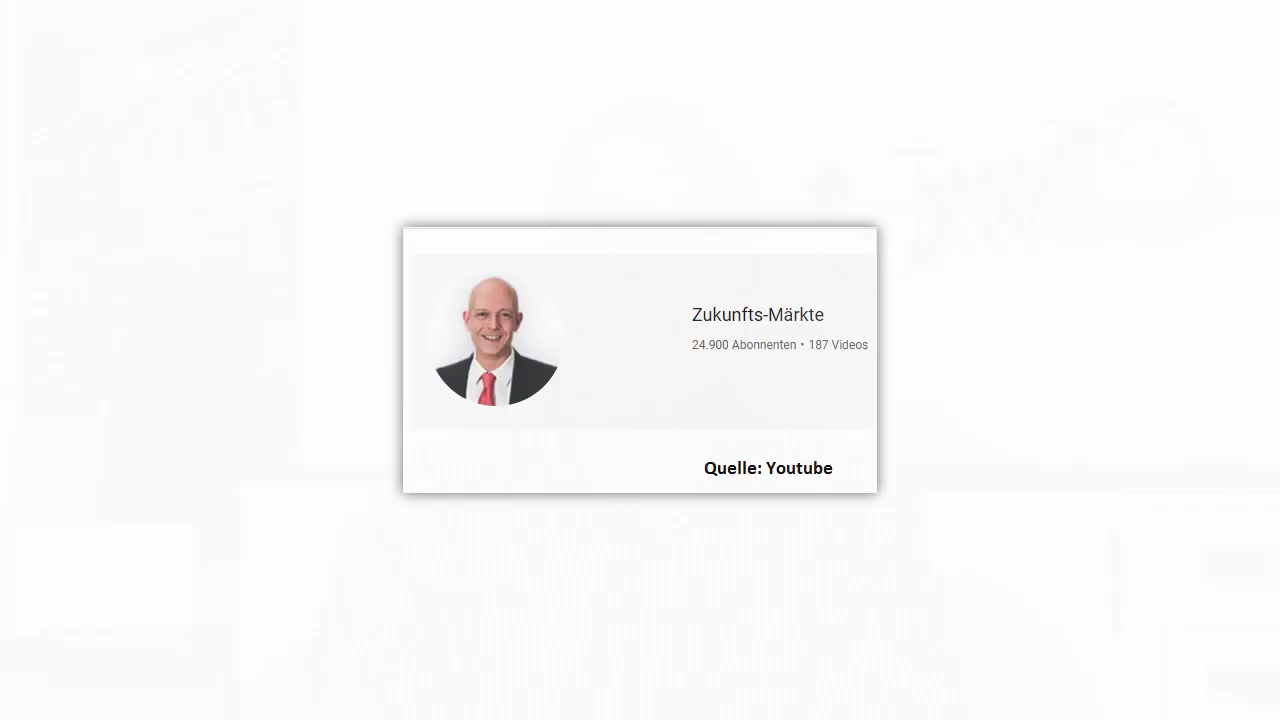 Zukunfts-Märkte
24.900 Abonnenten • 187 Videos
Quelle: Youtube